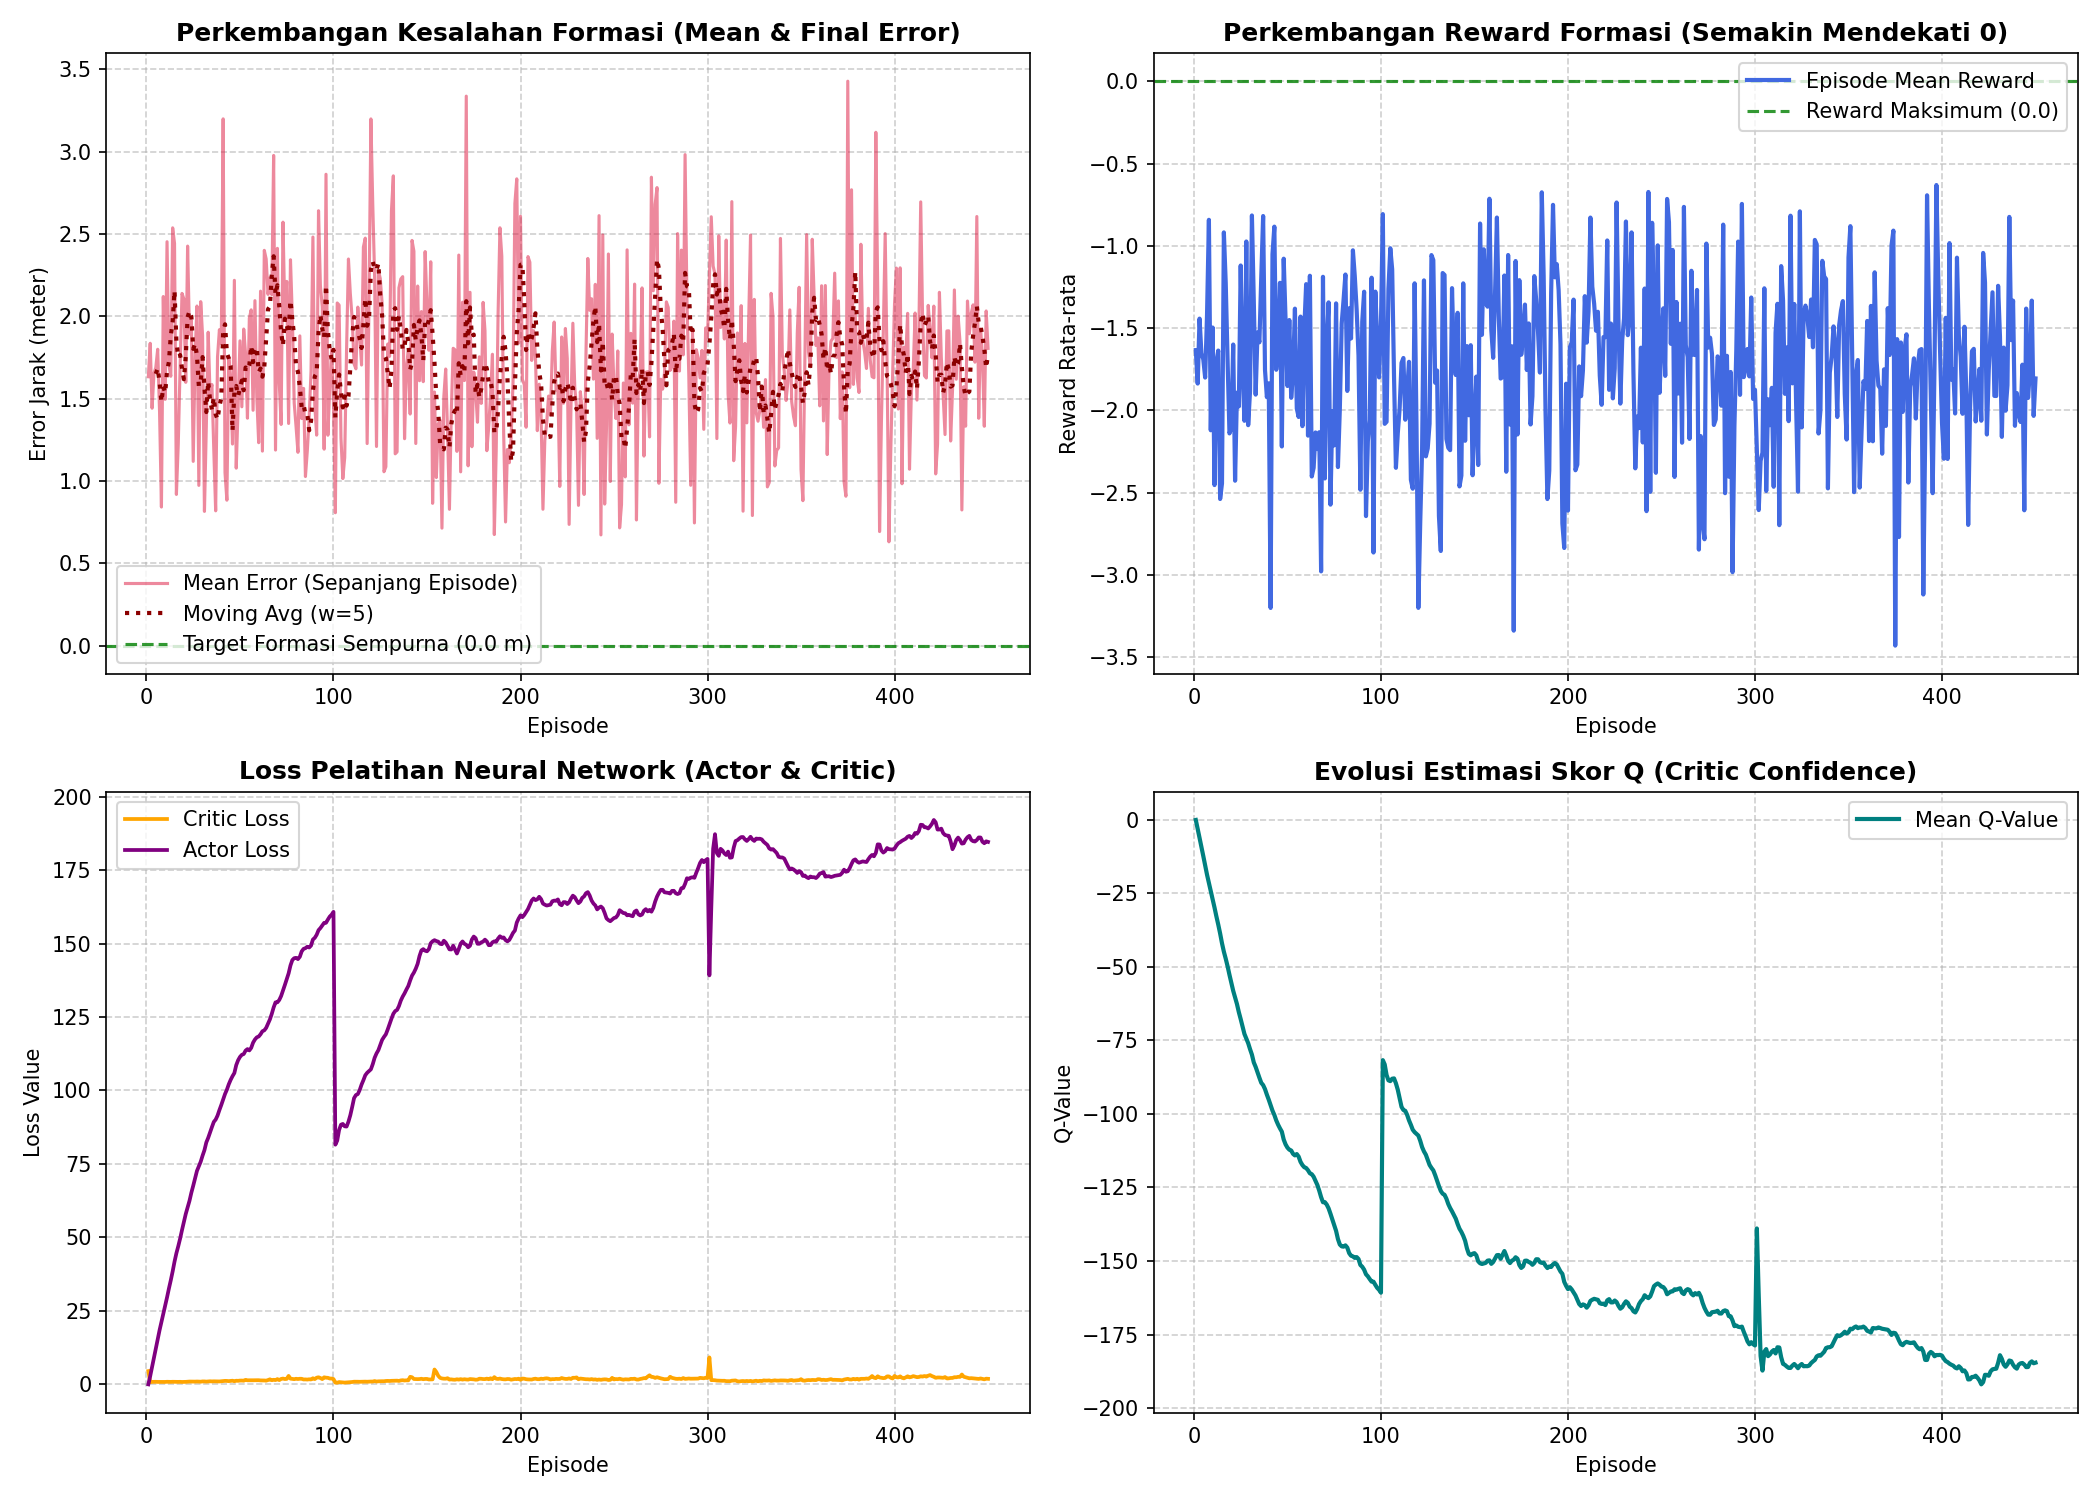 Perkembangan Kesalahan Formasi (Mean & Final Error)
Error Jarak (meter)
3.5
3.0
2.5
2.0
1.5
1.0
0.5
0.0
Mean Error (Sepanjang Episode)
Moving Avg (w=5)
Target Formasi Sempurna (0.0 m)
0 100 200 300 400
Episode
Perkembangan Reward Formasi (Semakin Mendekati 0)
Reward Rata-rata
0.0
−0.5
−1.0
−1.5
−2.0
−2.5
−3.0
−3.5
Episode Mean Reward
Reward Maksimum (0.0)
0 100 200 300 400
Episode
Loss Pelatihan Neural Network (Actor & Critic)
Loss Value
200
175
150
125
100
75
50
25
0
Critic Loss
Actor Loss
0 100 200 300 400
Episode
Evolusi Estimasi Skor Q (Critic Confidence)
Q-Value
0
−25
−50
−75
−100
−125
−150
−175
−200
Mean Q-Value
0 100 200 300 400
Episode